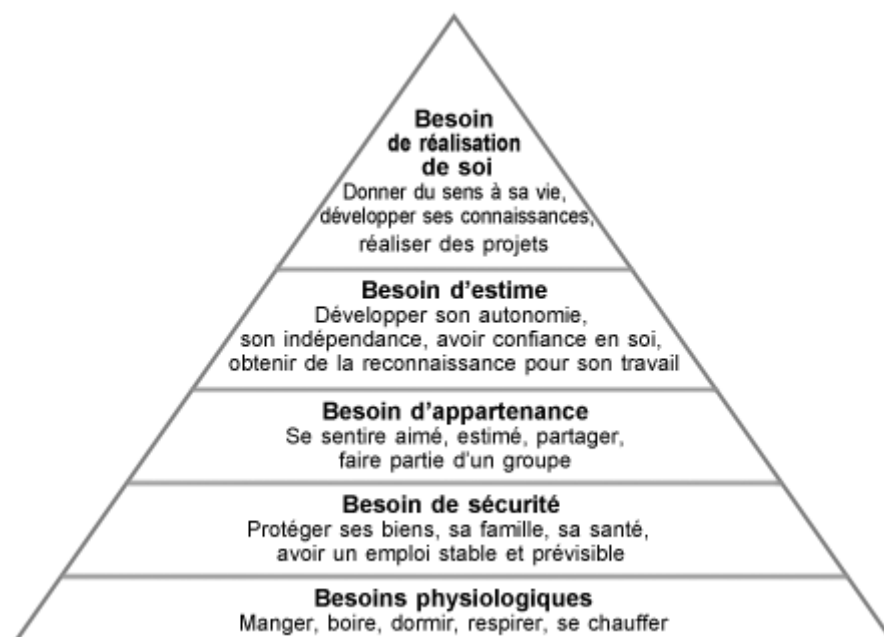 Besoin
de réalisation
de soi
Donner du sens à sa vie,
développer ses connaissances,
réaliser des projets
Besoin d'estime
Développer son autonomie,
son indépendance, avoir confiance en soi,
obtenir de la reconnaissance pour son travail
Besoin d'appartenance
Se sentire aimé, estimé, partager,
faire partie d'un groupe
Besoin de sécurité
Protéger ses biens, sa famille, sa santé,
avoir un emploi stable et prévisible
Besoins physiologiques
Manger, boire, dormir, respirer, se chauffer